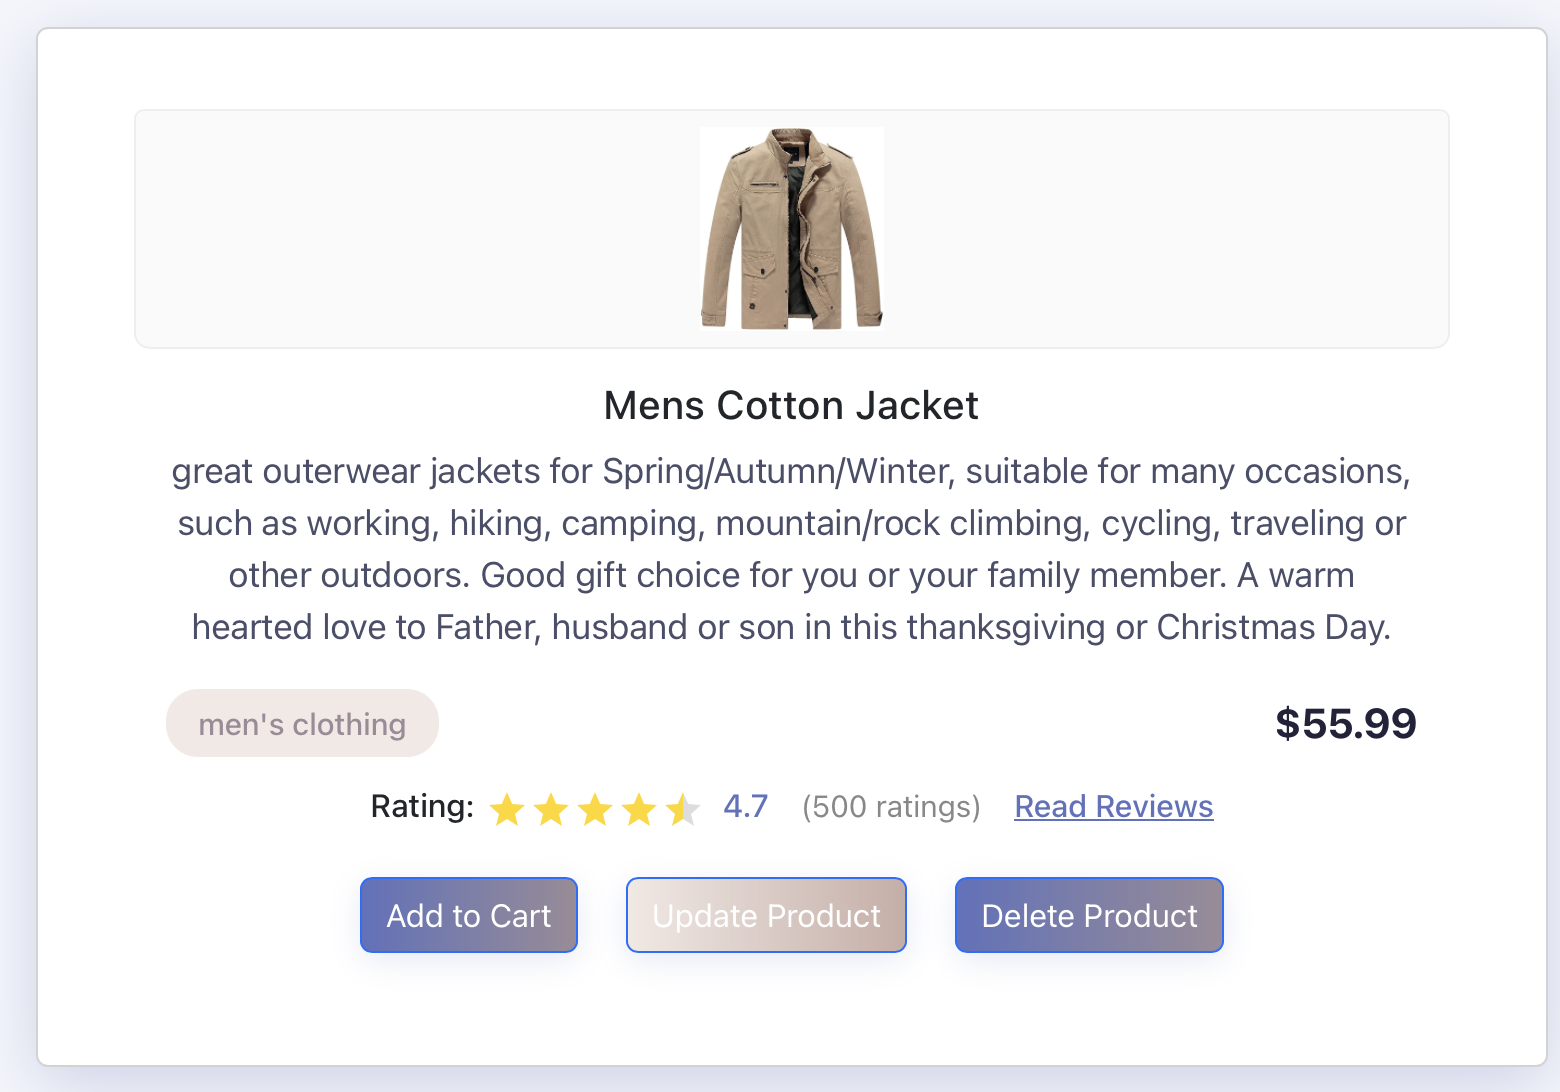 Mens Cotton Jacket
great outerwear jackets for Spring/Autumn/Winter, suitable for many occasions,
such as working, hiking, camping, mountain/rock climbing, cycling, traveling or
other outdoors. Good gift choice for you or your family member. A warm
hearted love to Father, husband or son in this thanksgiving or Christmas Day.
men's clothing
$55.99
Rating: 4.7 (500 ratings) Read Reviews
Add to Cart Update Product Delete Product